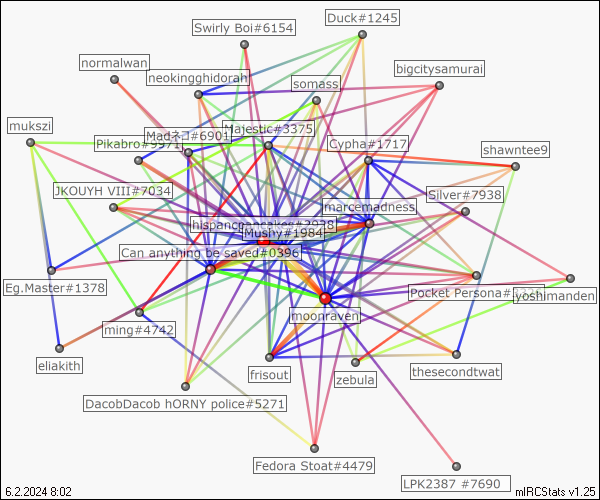 Duck#1245
Swirly Boi#6154
normalwan
bigcitysamurai
neokingghidorah
somass
mukszi
Majestic#3375
Madネコ#6901
Pikabro#9971
Cypha#1717
shawntee9
JKOUYH VIII#7034
Silver#7938
marcemadness
Mushy#1984
Can anything be saved#0396
Eg.Master#1378
Pocket Persona#
yoshimanden
moonraven
ming#4742
eliakith
frisout
zebula
thesecondtwat
DacobDacob hORNY police#5271
Fedora Stoat#4479
LPK2387 #7690
6.2.2024 8:02
mIRCStats v1.25